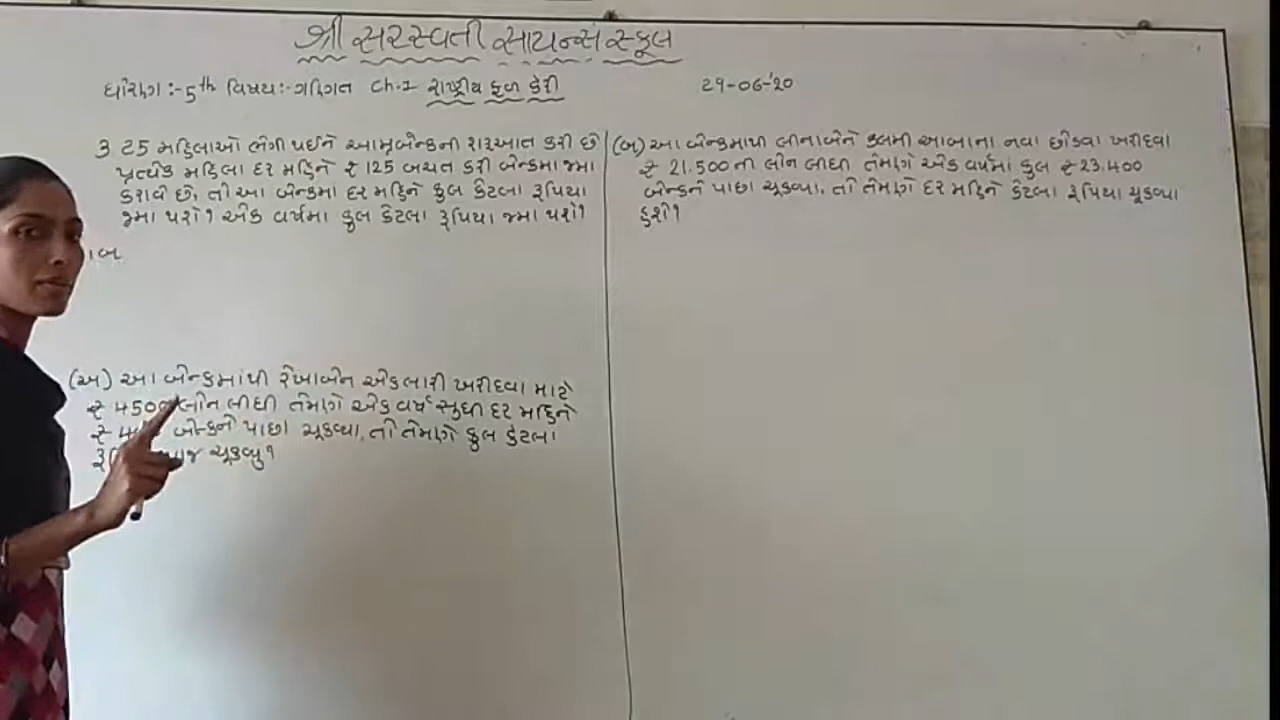 શ્રી સરસ્વતી સાયન્સ સ્કૂલ
ધોરણ :- 5th વિષય:- ગણિત Ch.1 રાષ્ટ્રીય ફળ કેરી
29-06-'20
3 25 મહિલાઓ ભેગી થઈને આમ્રબેન્કની શરૂઆત કરી છે
પ્રત્યેક મહિલા દર મહિને ₹ 125 બચત કરી બેન્કમા જમા
કરાવે છે, તો આ બેન્કમા દર મહિને કુલ કેટલા રૂપિયા
જમા થશે? એક વર્ષમા કુલ કેટલા રૂપિયા જમા થશે?
બ
(અ) આ બેન્કમાંથી રેખાબેન એકલારી ખરીદવા માટે
₹ 4500 લોન લીધી તેમણે એક વર્ષ સુધી દર મહિને
₹ બેન્કને પાછા ચૂકવ્યા, તો તેમણે કુલ કેટલા
ચૂકવ્યુ?
(બ) આ બેન્કમાથી લીનાબેને કલમી આંબાના નવા છોડવા ખરીદવા
₹ 21,500 ની લોન લીધી તેમણે એક વર્ષમાં કુલ ₹ 23,400
બેન્કને પાછા ચૂકવ્યા, તો તેમણે દર મહિને કેટલા રૂપિયા ચૂકવ્યા
હશે?